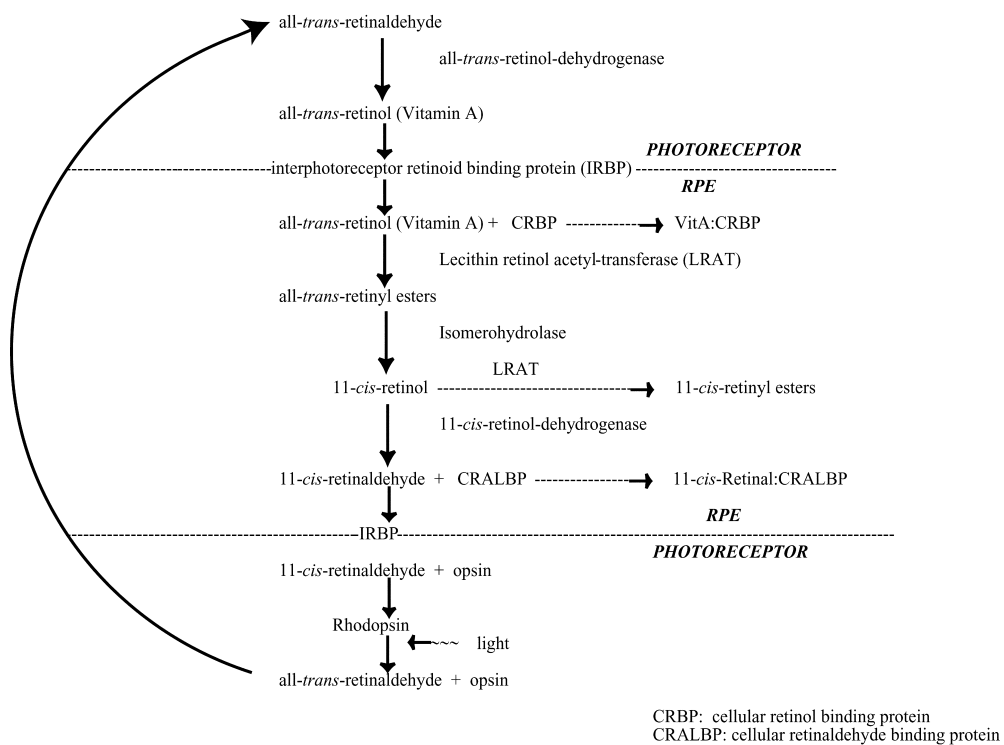 all-trans-retinaldehyde
all-trans-retinol-dehydrogenase
all-trans-retinol (Vitamin A)
PHOTORECEPTOR
interphotoreceptor retinoid binding protein (IRBP)
RPE
all-trans-retinol (Vitamin A) + CRBP VitA:CRBP
Lecithin retinol acetyl-transferase (LRAT)
all-trans-retinyl esters
Isomerohydrolase
LRAT
11-cis-retinol 11-cis-retinyl esters
11-cis-retinol-dehydrogenase
11-cis-retinaldehyde + CRALBP 11-cis-Retinal:CRALBP
RPE
IRBP
PHOTORECEPTOR
11-cis-retinaldehyde + opsin
Rhodopsin
light
all-trans-retinaldehyde + opsin
CRBP: cellular retinol binding protein
CRALBP: cellular retinaldehyde binding protein